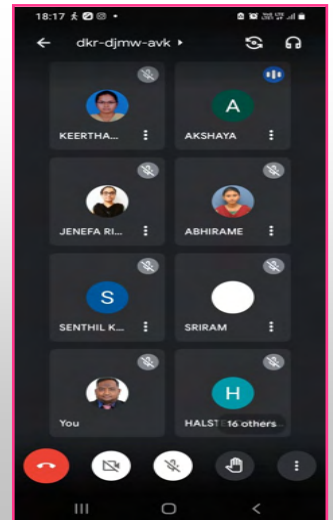 18:17
dkr-djmw-avk
KEERTHA...
A
AKSHAYA
JENEFA RI...
ABHIRAME
S
SENTHIL K...
SRIRAM
You
H
HALST
16 others